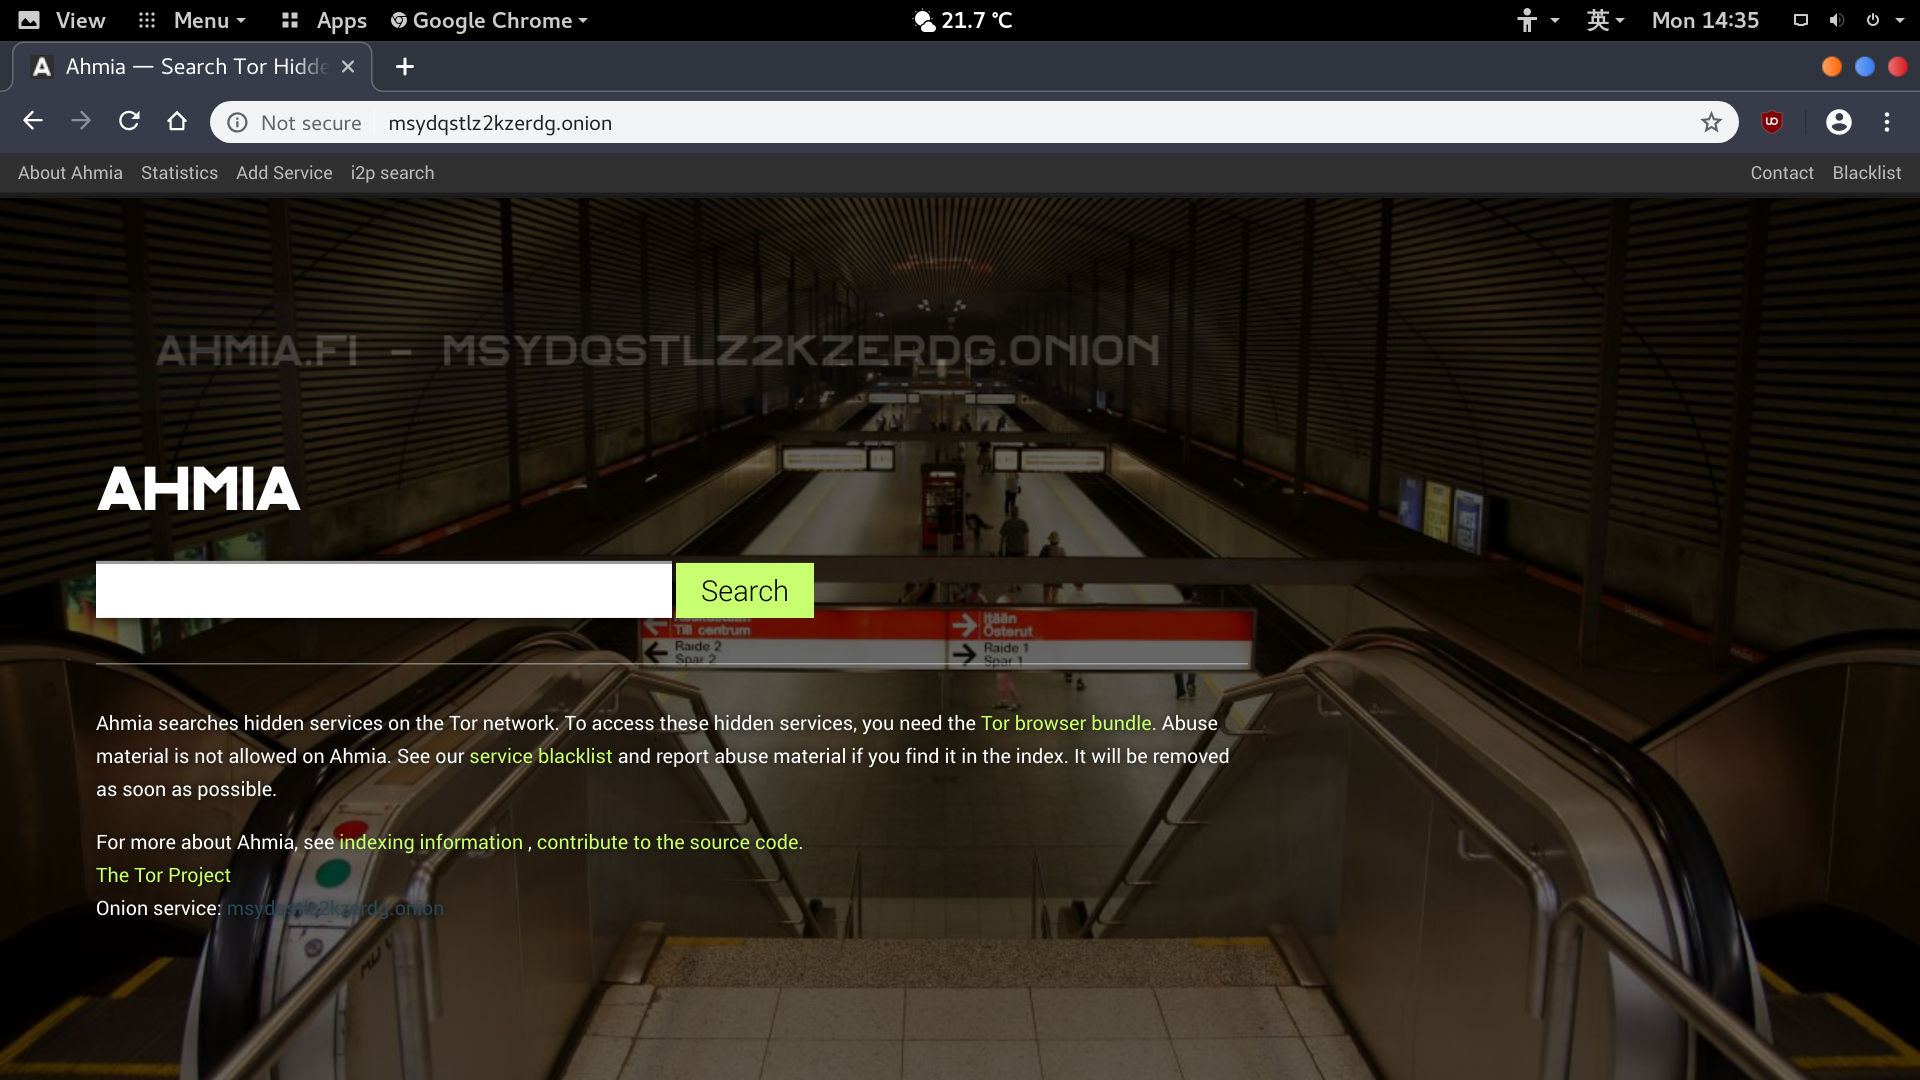 View Menu Apps Google Chrome 21.7 ℃ 英 Mon 14:35
Ahmia — Search Tor Hidde
Not secure msydqstlz2kzerdg.onion
About Ahmia Statistics Add Service i2p search Contact Blacklist
AHMIA.FI - MSYDQSTLZ2KZERDG.ONION
AHMIA
Search
Till centrum
Itään
Österut
Raide 2
Spar 2
Raide 1
Spar 1
Ahmia searches hidden services on the Tor network. To access these hidden services, you need the Tor browser bundle. Abuse
material is not allowed on Ahmia. See our service blacklist and report abuse material if you find it in the index. It will be removed
as soon as possible.
For more about Ahmia, see indexing information , contribute to the source code.
The Tor Project
Onion service: msydqstlz2kzerdg.onion